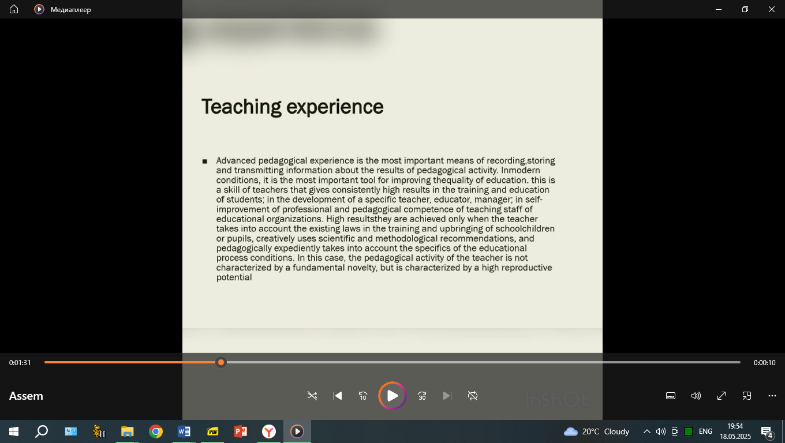 Медиаплеер
Teaching experience
▪ Advanced pedagogical experience is the most important means of recording,storing
and transmitting information about the results of pedagogical activity. Inmodern
conditions, it is the most important tool for improving thequality of education. this is
a skill of teachers that gives consistently high results in the training and education
of students; in the development of a specific teacher, educator, manager; in self-
improvement of professional and pedagogical competence of teaching staff of
educational organizations. High resultsthey are achieved only when the teacher
takes into account the existing laws in the training and upbringing of schoolchildren
or pupils, creatively uses scientific and methodological recommendations, and
pedagogically expediently takes into account the specifics of the educational
process conditions. In this case, the pedagogical activity of the teacher is not
characterized by a fundamental novelty, but is characterized by a high reproductive
potential
0:01:31
0:00:10
Assem
10
30
20°C Cloudy
ENG
19:54
18.05.2025
4